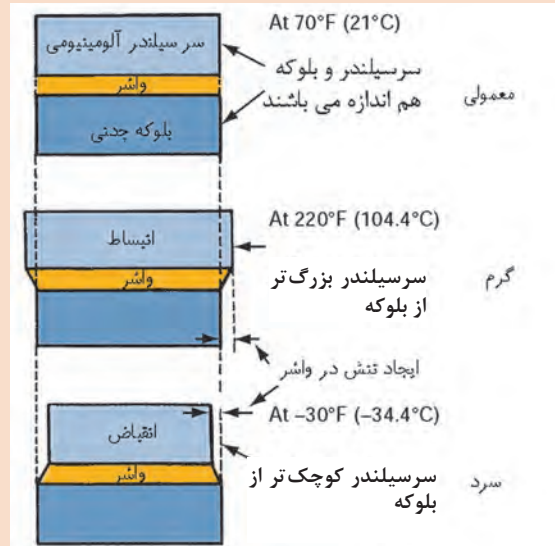 سر سیلندر آلومینیومی
واشر
بلوکه چدنی
At 70°F (21°C)
سرسیلندر و بلوکه
هم اندازه می باشند
معمولی
انبساط
واشر
At 220°F (104.4°C)
سرسیلندر بزرگ‌تر
از بلوکه
گرم
ایجاد تنش در واشر
انقباض
واشر
At –30°F (–34.4°C)
سرسیلندر کوچک‌تر از
بلوکه
سرد